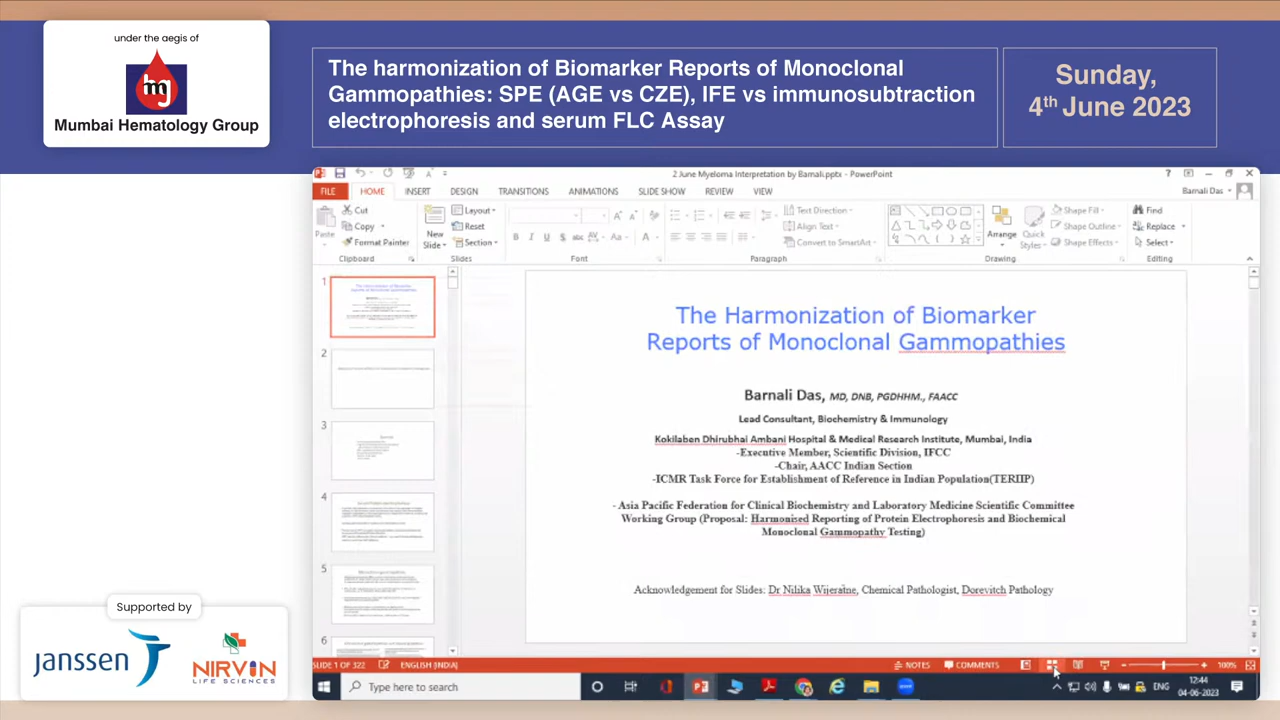 under the aegis of
mg
Mumbai Hematology Group
The harmonization of Biomarker Reports of Monoclonal
Gammopathies: SPE (AGE vs CZE), IFE vs immunosubtraction
electrophoresis and serum FLC Assay
Sunday,
4th June 2023
2 June Myeloma Interpretation by Barnali.pptx - PowerPoint
FILE HOME INSERT DESIGN TRANSITIONS ANIMATIONS SLIDE SHOW REVIEW VIEW
Barnali Das
Paste
Cut
Copy
Format Painter
Clipboard
New
Slide
Layout
Reset
Section
Slides
Font
Text Direction
Align Text
Convert to SmartArt
Paragraph
Arrange
Quick
Styles
Shape Fill
Shape Outline
Shape Effects
Drawing
Find
Replace
Select
Editing
1
2
3
4
5
6
The Harmonization of Biomarker
Reports of Monoclonal Gammopathies
Barnali Das, MD, DNB, PGDHHM., FAACC
Lead Consultant, Biochemistry & Immunology
Kokilaben Dhirubhai Ambani Hospital & Medical Research Institute, Mumbai, India
-Executive Member, Scientific Division, IFCC
-Chair, AACC Indian Section
-ICMR Task Force for Establishment of Reference in Indian Population(TERIIP)
- Asia Pacific Federation for Clinical Biochemistry and Laboratory Medicine Scientific Committee
Working Group (Proposal: Harmonised Reporting of Protein Electrophoresis and Biochemical
Monoclonal Gammopathy Testing)
Acknowledgement for Slides: Dr Nilika Wijeratne, Chemical Pathologist, Dorevitch Pathology
SLIDE 1 OF 322 ENGLISH (INDIA)
NOTES COMMENTS 100%
Type here to search
ENG
12:44
04-06-2023
Supported by
janssen
NIRVIN
LIFE SCIENCES